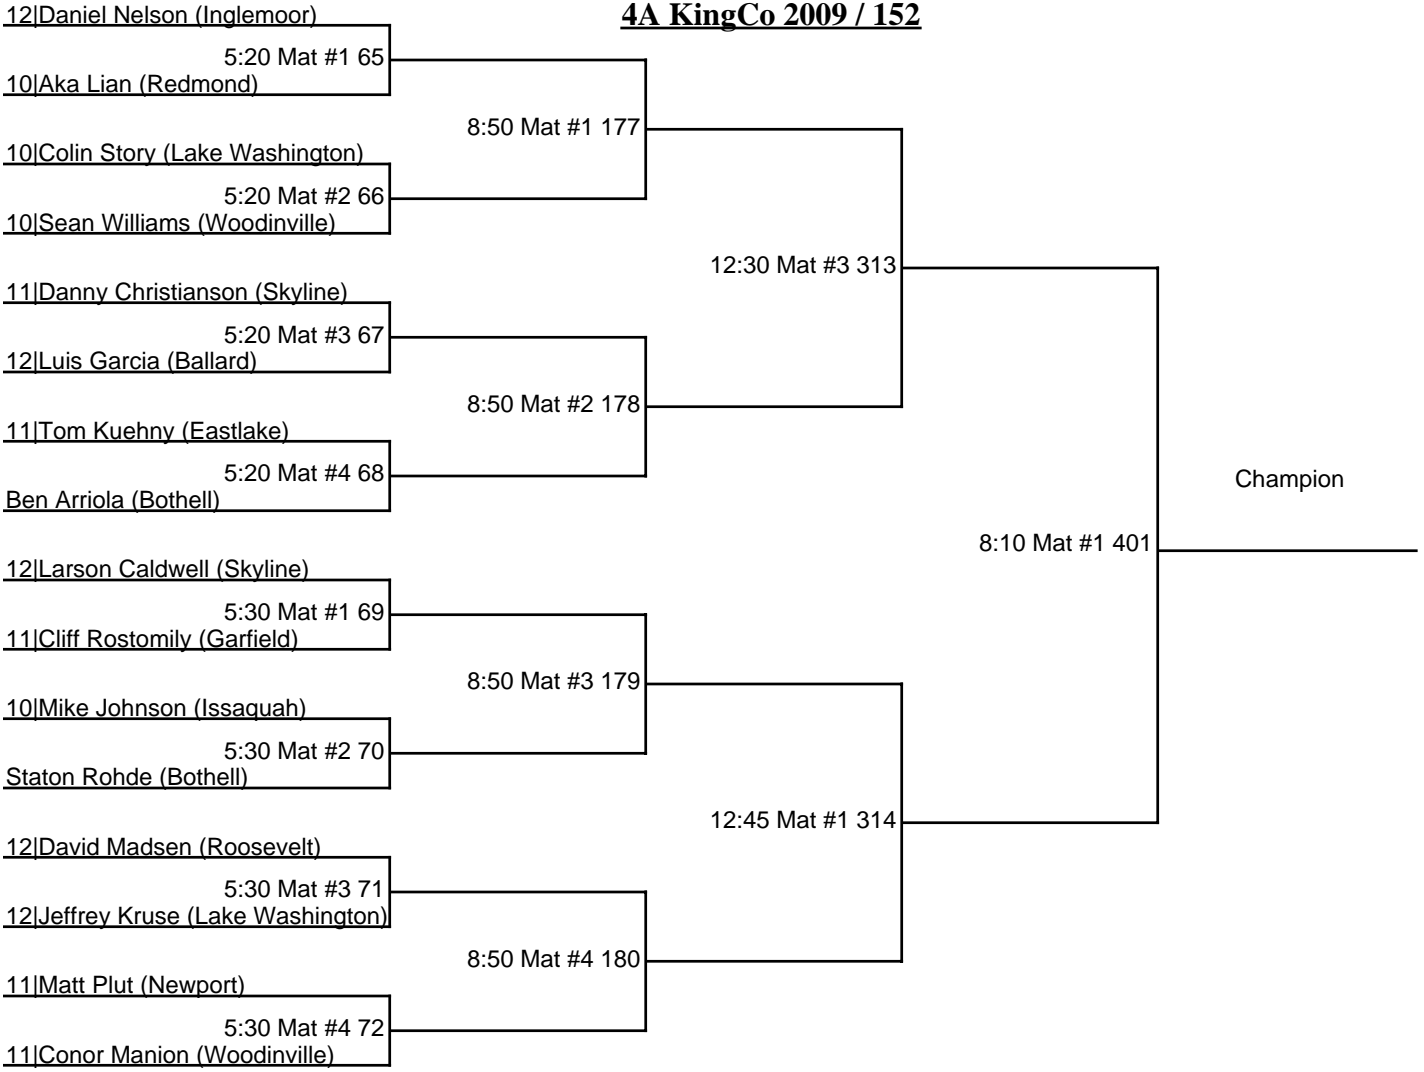 4A KingCo 2009 / 152
12|Daniel Nelson (Inglemoor)
5:20 Mat #1 65
10|Aka Lian (Redmond)
8:50 Mat #1 177
10|Colin Story (Lake Washington)
5:20 Mat #2 66
10|Sean Williams (Woodinville)
12:30 Mat #3 313
11|Danny Christianson (Skyline)
5:20 Mat #3 67
12|Luis Garcia (Ballard)
8:50 Mat #2 178
11|Tom Kuehny (Eastlake)
5:20 Mat #4 68
Ben Arriola (Bothell)
Champion
8:10 Mat #1 401
12|Larson Caldwell (Skyline)
5:30 Mat #1 69
11|Cliff Rostomily (Garfield)
8:50 Mat #3 179
10|Mike Johnson (Issaquah)
5:30 Mat #2 70
Staton Rohde (Bothell)
12:45 Mat #1 314
12|David Madsen (Roosevelt)
5:30 Mat #3 71
12|Jeffrey Kruse (Lake Washington)
8:50 Mat #4 180
11|Matt Plut (Newport)
5:30 Mat #4 72
11|Conor Manion (Woodinville)